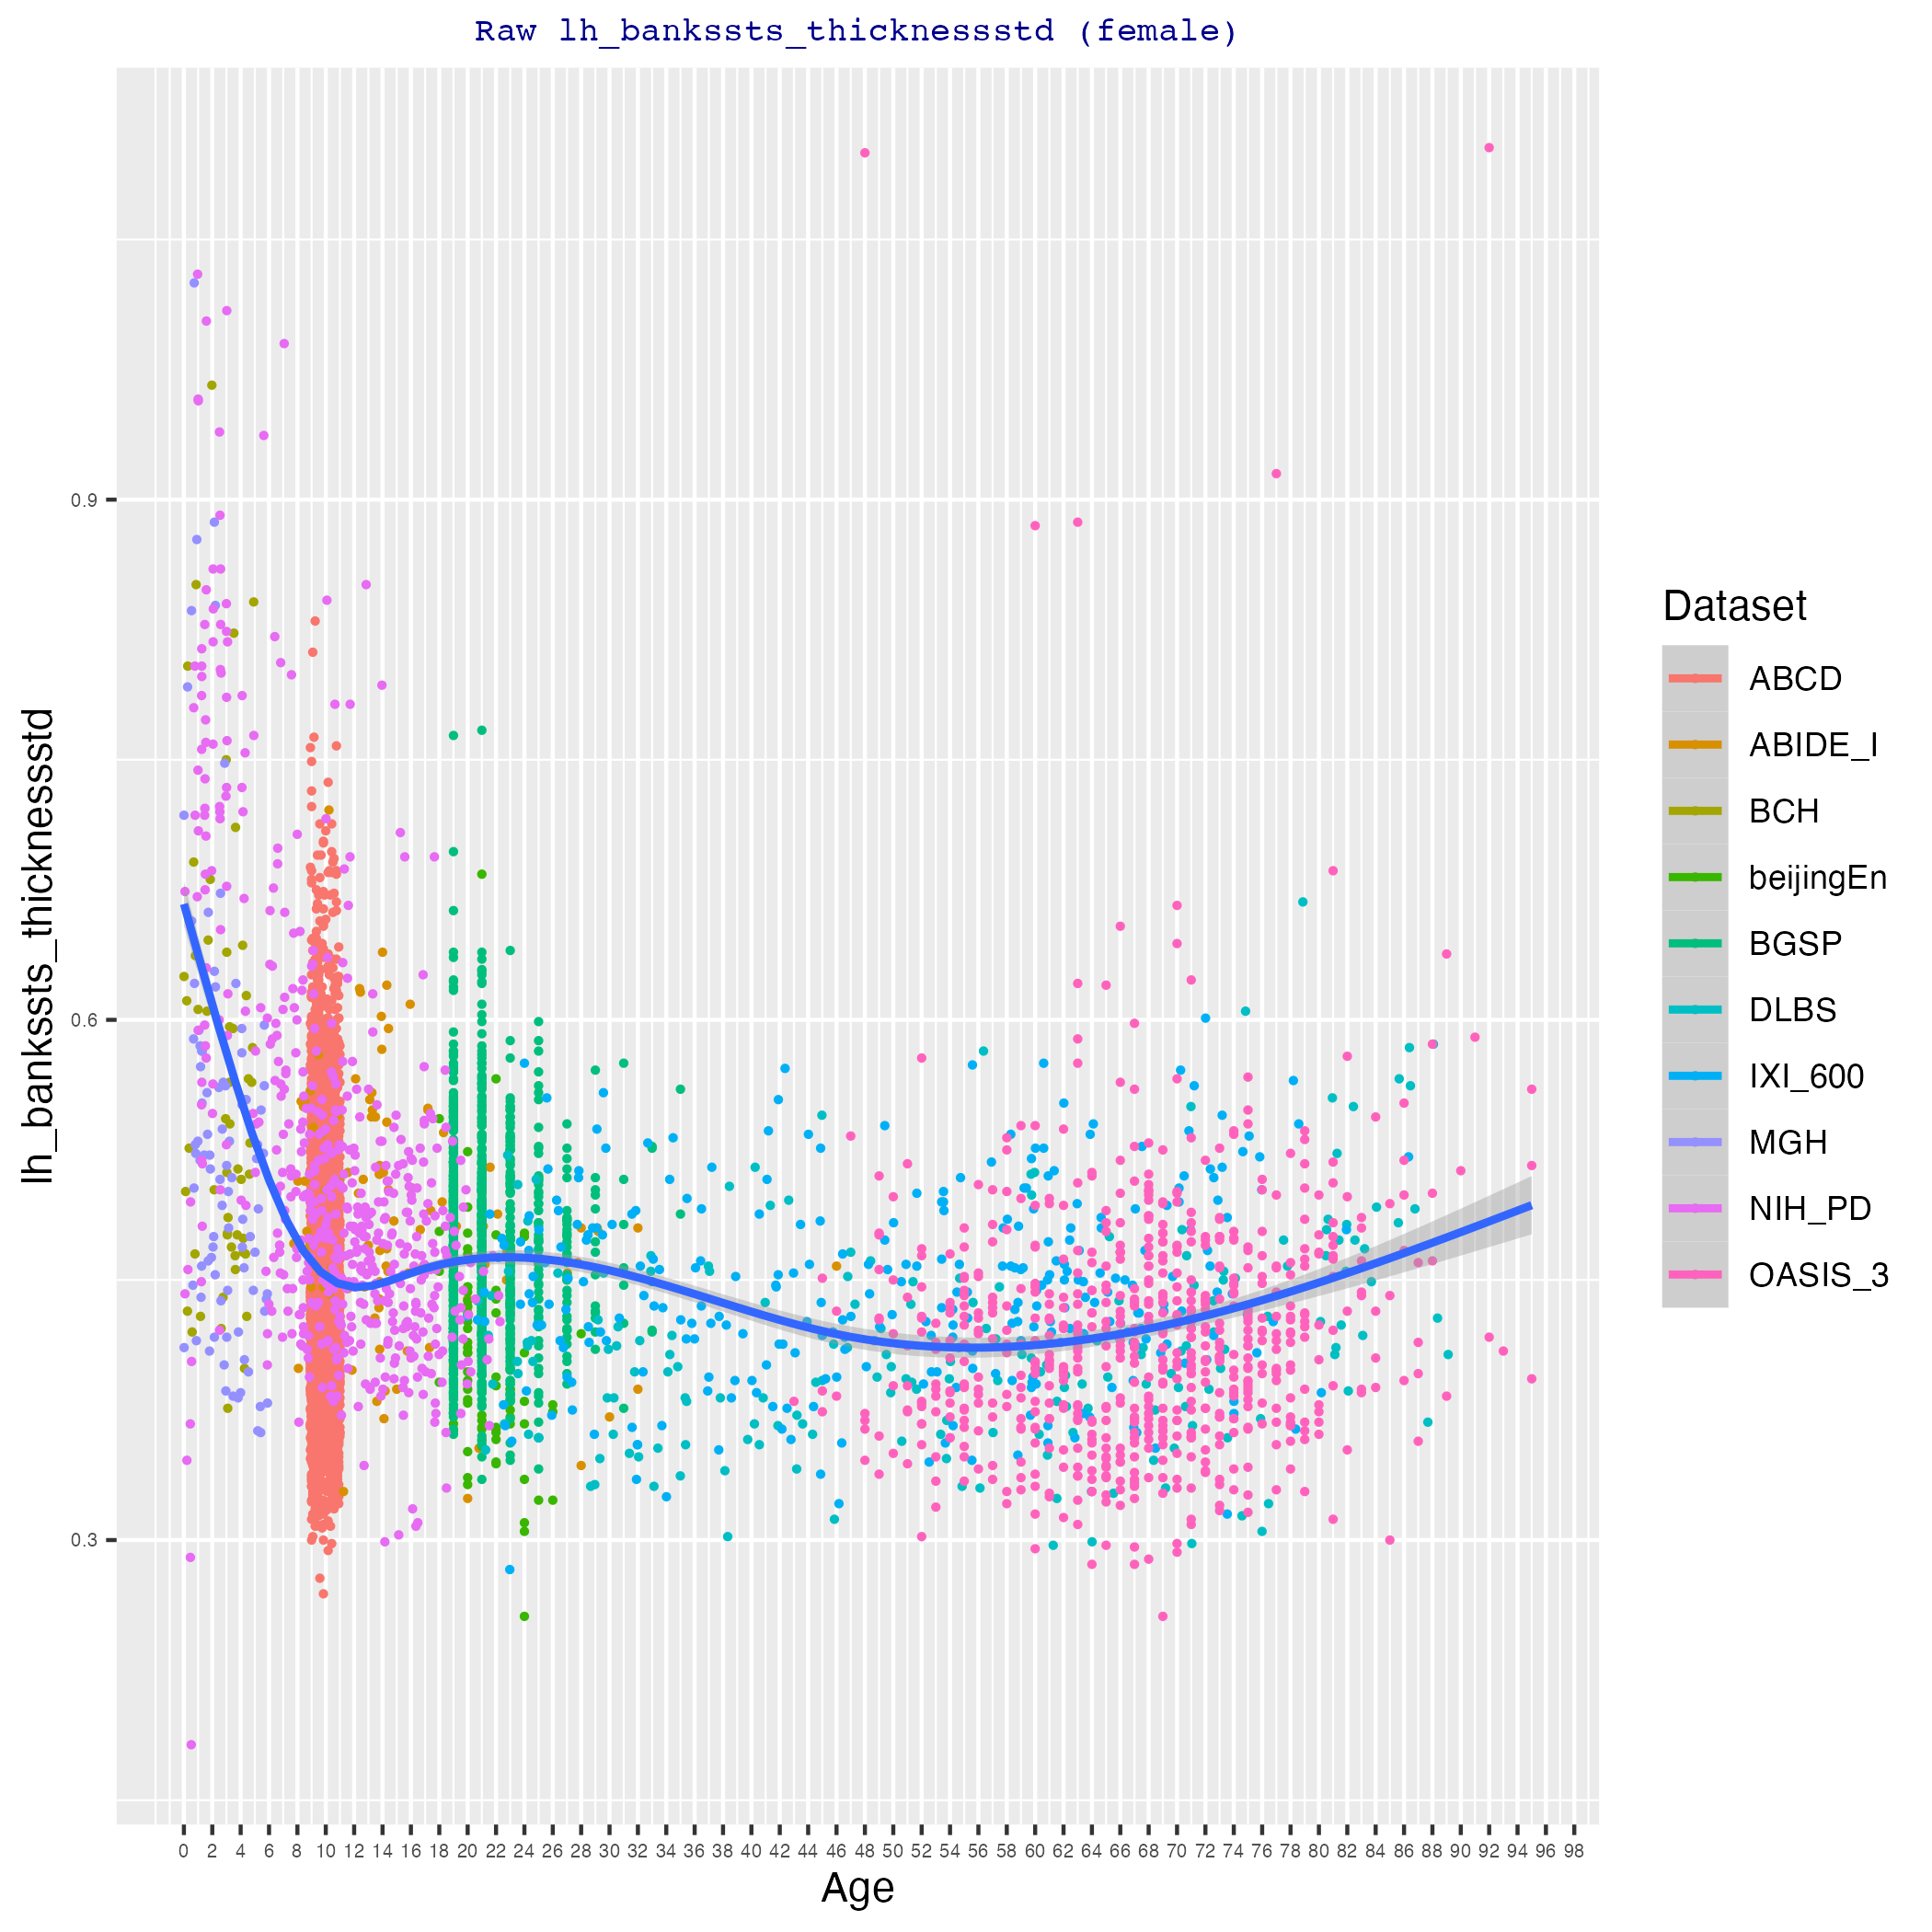 Raw lh_bankssts_thicknessstd (female)
lh_bankssts_thicknessstd
0.9
0.6
0.3
0 2 4 6 8 10 12 14 16 18 20 22 24 26 28 30 32 34 36 38 40 42 44 46 48 50 52 54 56 58 60 62 64 66 68 70 72 74 76 78 80 82 84 86 88 90 92 94 96 98
Age
Dataset
ABCD
ABIDE_I
BCH
beijingEn
BGSP
DLBS
IXI_600
MGH
NIH_PD
OASIS_3